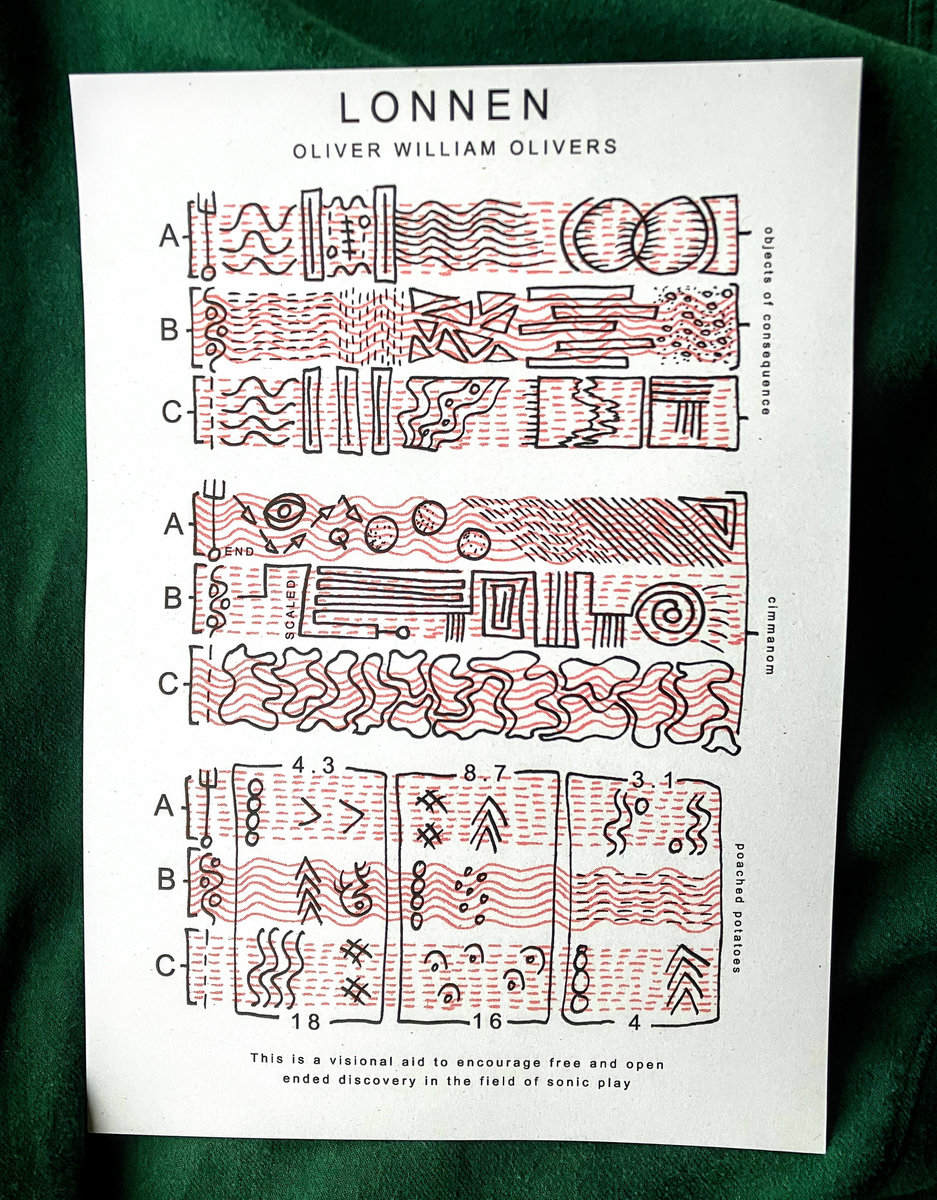 LONNEN
OLIVER WILLIAM OLIVERS
A
B
C
objects of consequence
A
END
B
SCALED
C
cimmanom
4.3
8.7
3.1
A
B
C
poached potatoes
18
16
4
This is a visional aid to encourage free and open
ended discovery in the field of sonic play